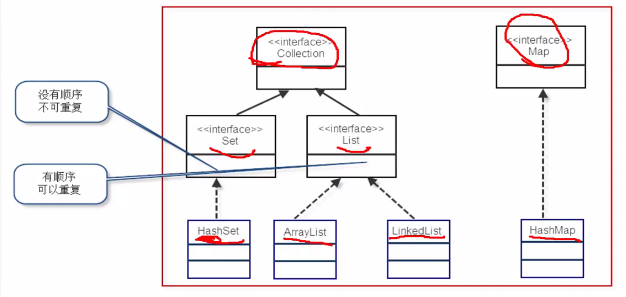 <<interface>>
Collection
<<interface>>
Map
没有顺序
不可重复
<<interface>>
Set
<<interface>>
List
有顺序
可以重复
HashSet
ArrayList
LinkedList
HashMap